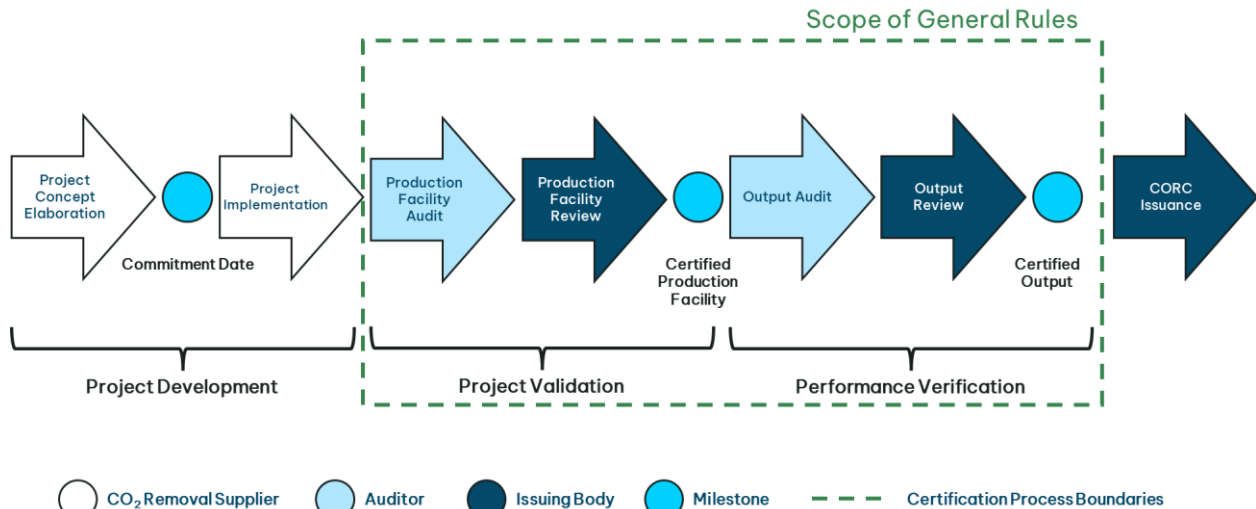 Scope of General Rules
Project
Concept
Elaboration
Project
Implementation
Production
Facility
Audit
Production
Facility
Review
Output Audit
Output
Review
CORC
Issuance
Commitment Date
Certified
Production
Facility
Certified
Output
Project Development
Project Validation
Performance Verification
CO₂ Removal Supplier
Auditor
Issuing Body
Milestone
Certification Process Boundaries